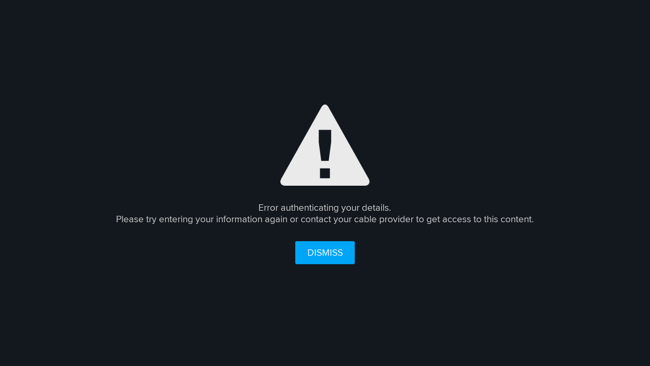 Error authenticating your details.
Please try entering your information again or contact your cable provider to get access to this content.
DISMISS